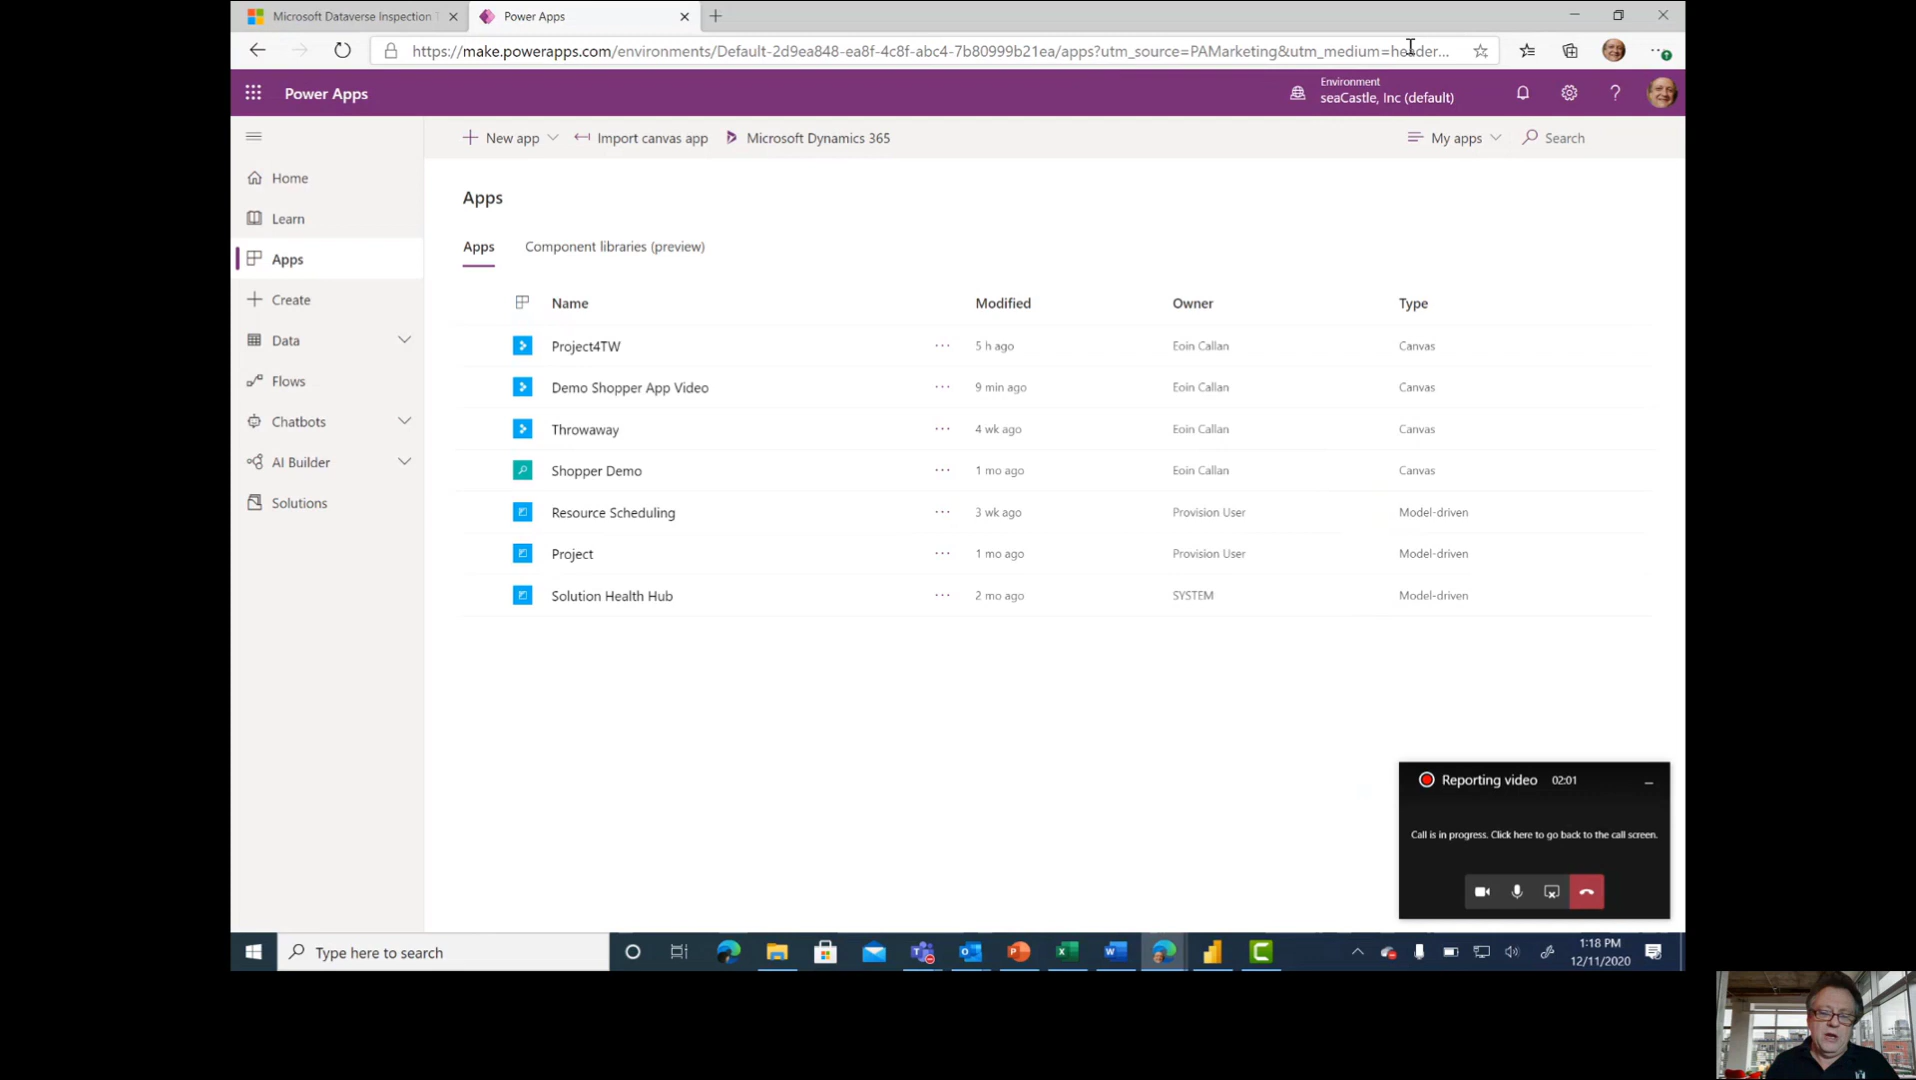 Microsoft Dataverse Inspection T
Power Apps
https://make.powerapps.com/environments/Default-2d9ea848-ea8f-4c8f-abc4-7b80999b21ea/apps?utm_source=PAMarketing&utm_medium=header...
Power Apps
Environment
seaCastle, Inc (default)
New app
Import canvas app
Microsoft Dynamics 365
My apps
Search
Home
Learn
Apps
Create
Data
Flows
Chatbots
AI Builder
Solutions
Apps
Apps
Component libraries (preview)
Name Modified Owner Type
Project4TW ··· 5 h ago Eoin Callan Canvas
Demo Shopper App Video ··· 9 min ago Eoin Callan Canvas
Throwaway ··· 4 wk ago Eoin Callan Canvas
Shopper Demo ··· 1 mo ago Eoin Callan Canvas
Resource Scheduling ··· 3 wk ago Provision User Model-driven
Project ··· 1 mo ago Provision User Model-driven
Solution Health Hub ··· 2 mo ago SYSTEM Model-driven
Reporting video 02:01
Call is in progress. Click here to go back to the call screen.
Type here to search
1:18 PM
12/11/2020